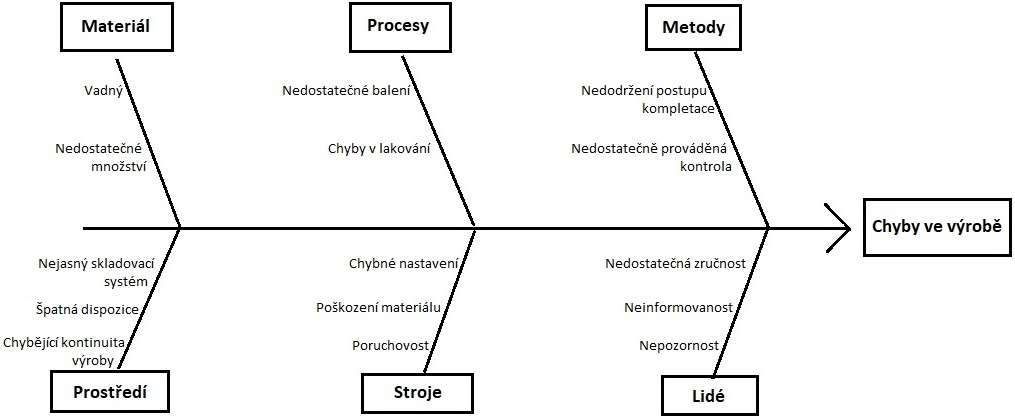 Materiál
Procesy
Metody
Vadný
Nedostatečné
množství
Nedostatečné balení
Chyby v lakování
Nedodržení postupu
kompletace
Nedostatečně prováděná
kontrola
Chyby ve výrobě
Nejasný skladovací
systém
Špatná dispozice
Chybějící kontinuita
výroby
Chybné nastavení
Poškození materiálu
Poruchovost
Nedostatečná zručnost
Neinformovanost
Nepozornost
Prostředí
Stroje
Lidé